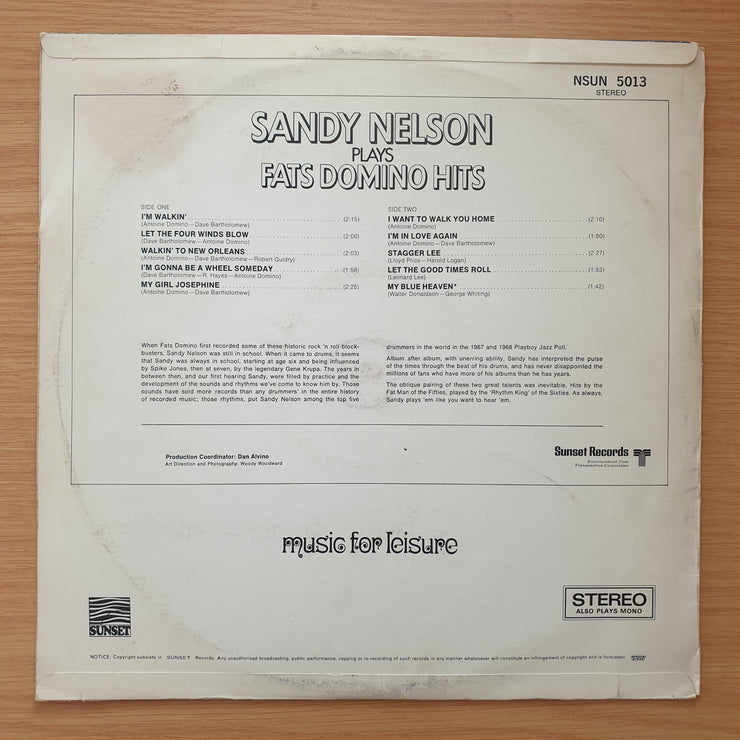 NSUN 5013
STEREO
SANDY NELSON
PLAYS
FATS DOMINO HITS
SIDE ONE
I'M WALKIN' (2:15)
(Antoine Domino—Dave Bartholomew)
LET THE FOUR WINDS BLOW (2:00)
(Dave Bartholomew—Antoine Domino)
WALKIN' TO NEW ORLEANS (2:03)
(Antoine Domino—Dave Bartholomew—Robert Guidry)
I'M GONNA BE A WHEEL SOMEDAY (1:58)
(Dave Bartholomew—R. Hayes—Antoine Domino)
MY GIRL JOSEPHINE (2:25)
(Antoine Domino—Dave Bartholomew)
SIDE TWO
I WANT TO WALK YOU HOME (2:10)
(Antoine Domino)
I'M IN LOVE AGAIN (1:50)
(Antoine Domino—Dave Bartholomew)
STAGGER LEE (2:27)
(Lloyd Price—Harold Logan)
LET THE GOOD TIMES ROLL (1:53)
(Leonard Lee)
MY BLUE HEAVEN* (1:42)
(Walter Donaldson—George Whiting)
When Fats Domino first recorded some of these historic rock 'n roll block-
busters, Sandy Nelson was still in school. When it came to drums, it seems
that Sandy was always in school, starting at age six and being influenced
by Spike Jones, then at seven, by the legendary Gene Krupa. The years in
between then, and our first hearing Sandy, were filled by practice and the
development of the sounds and rhythms we've come to know him by. Those
sounds have sold more records than any drummers' in the entire history
of recorded music; those rhythms, put Sandy Nelson among the top five
drummers in the world in the 1967 and 1968 Playboy Jazz Poll.
Album after album, with unerring ability, Sandy has interpreted the pulse
of the times through the beat of his drums, and has never disappointed the
millions of fans who have more of his albums than he has years.
The oblique pairing of these two great talents was inevitable. Hits by the
Fat Man of the Fifties, played by the 'Rhythm King' of the Sixties. As always,
Sandy plays 'em like you want to hear 'em.
Production Coordinator: Dan Alvino
Art Direction and Photography: Woody Woodward
Sunset Records
Entertainment from
Transamerica Corporation
music for leisure
SUNSET
STEREO
ALSO PLAYS MONO
NOTICE: Copyright subsists in SUNSET Records. Any unauthorised broadcasting, public performance, copying or re-recording of such records in any manner whatsoever will constitute an infringement of copyright and is forbidden.